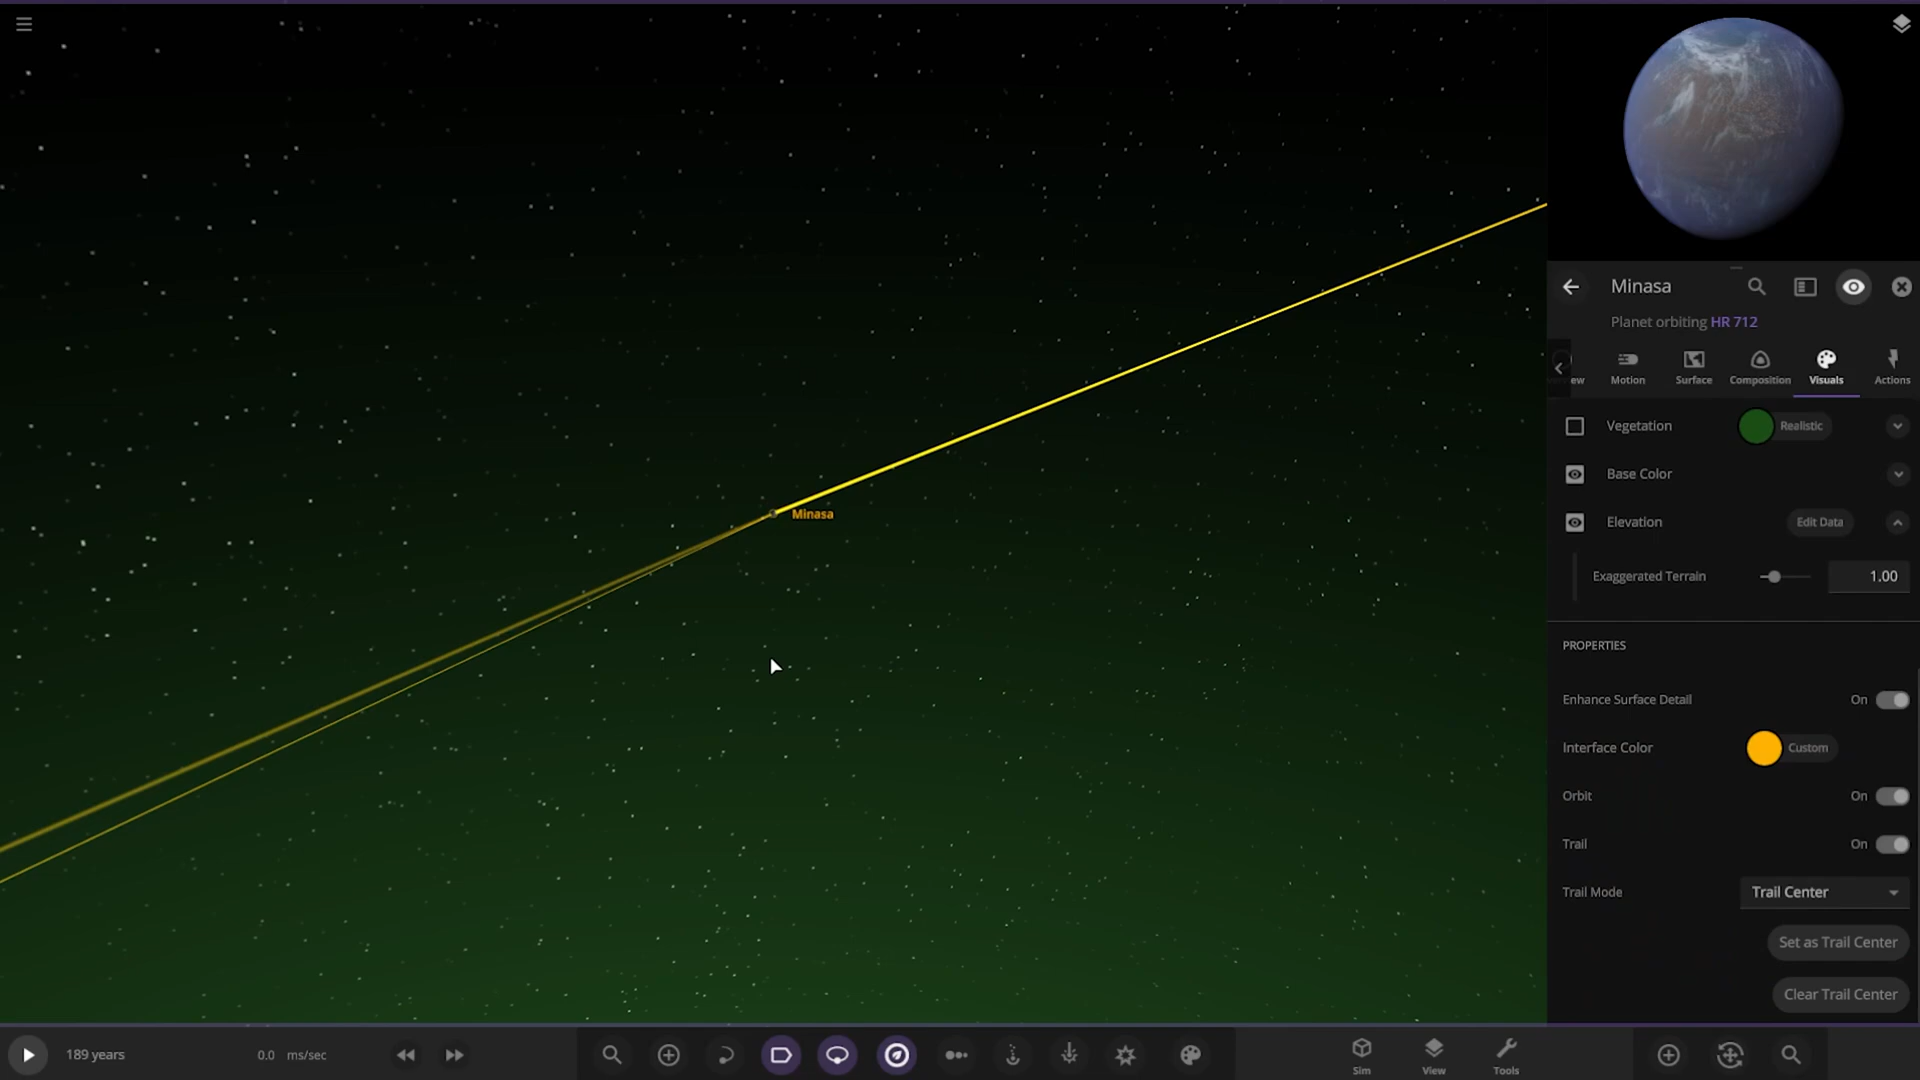 Minasa
Minasa
Planet orbiting HR 712
ew
Motion
Surface
Composition
Visuals
Actions
Vegetation
Realistic
Base Color
Elevation
Edit Data
Exaggerated Terrain
1.00
PROPERTIES
Enhance Surface Detail
On
Interface Color
Custom
Orbit
On
Trail
On
Trail Mode
Trail Center
Set as Trail Center
Clear Trail Center
189 years
0.0 ms/sec
Sim
View
Tools